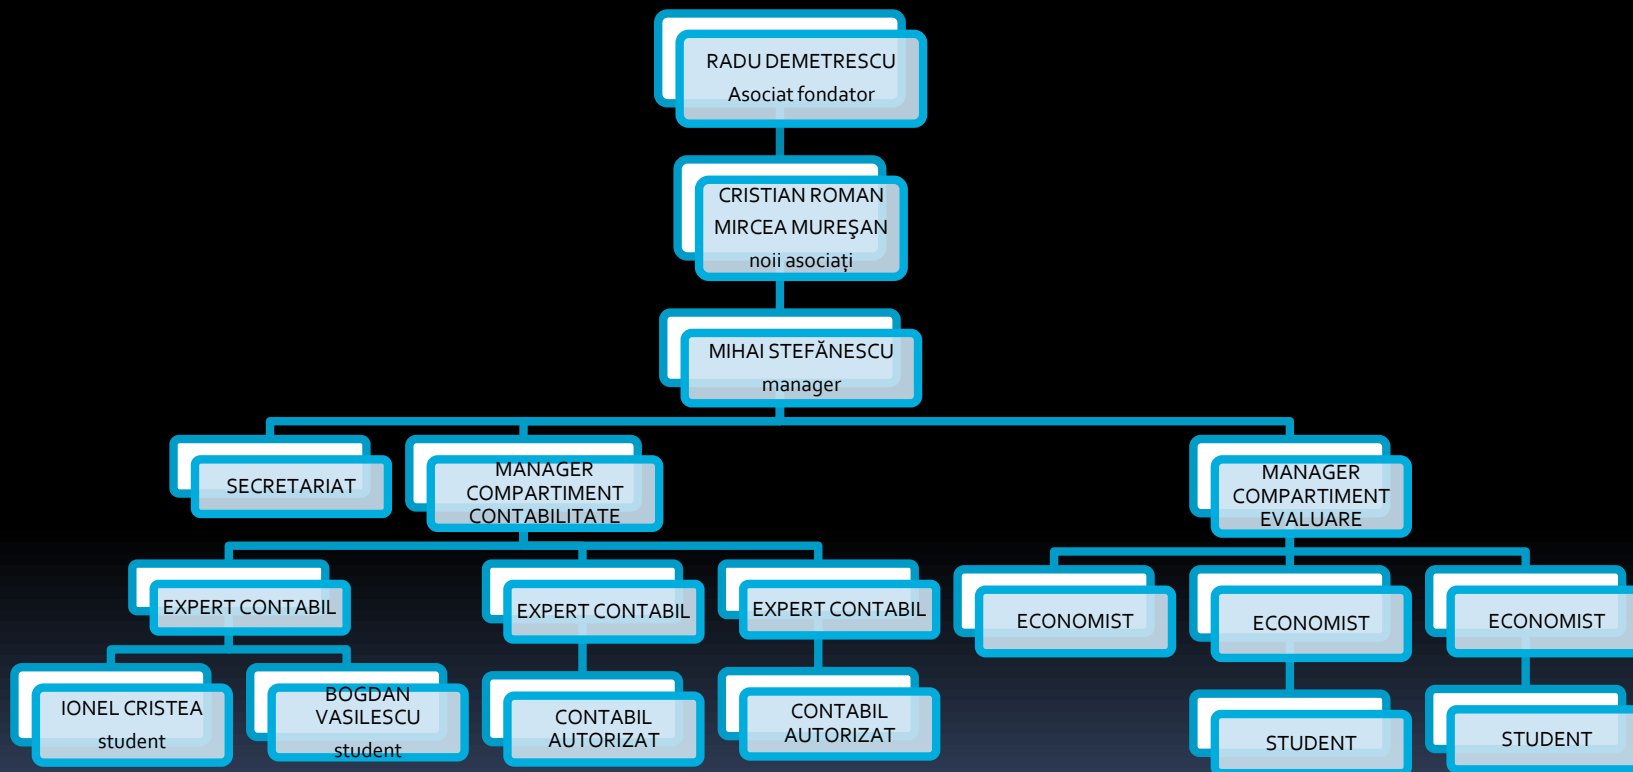 RADU DEMETRESCU
Asociat fondator
CRISTIAN ROMAN
MIRCEA MUREŞAN
noii asociați
MIHAI STEFĂNESCU
manager
SECRETARIAT
MANAGER
COMPARTIMENT
CONTABILITATE
MANAGER
COMPARTIMENT
EVALUARE
EXPERT CONTABIL
EXPERT CONTABIL
EXPERT CONTABIL
ECONOMIST
ECONOMIST
ECONOMIST
IONEL CRISTEA
student
BOGDAN
VASILESCU
student
CONTABIL
AUTORIZAT
CONTABIL
AUTORIZAT
STUDENT
STUDENT